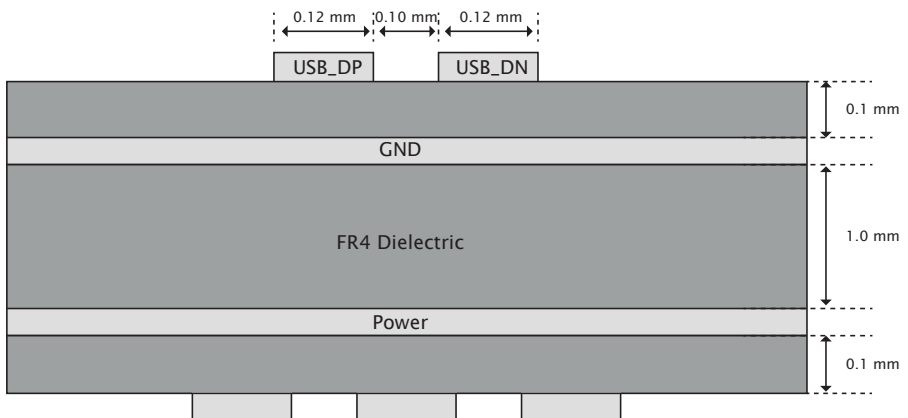 0.12 mm 0.10 mm 0.12 mm
USB_DP USB_DN
0.1 mm
GND
FR4 Dielectric
1.0 mm
Power
0.1 mm